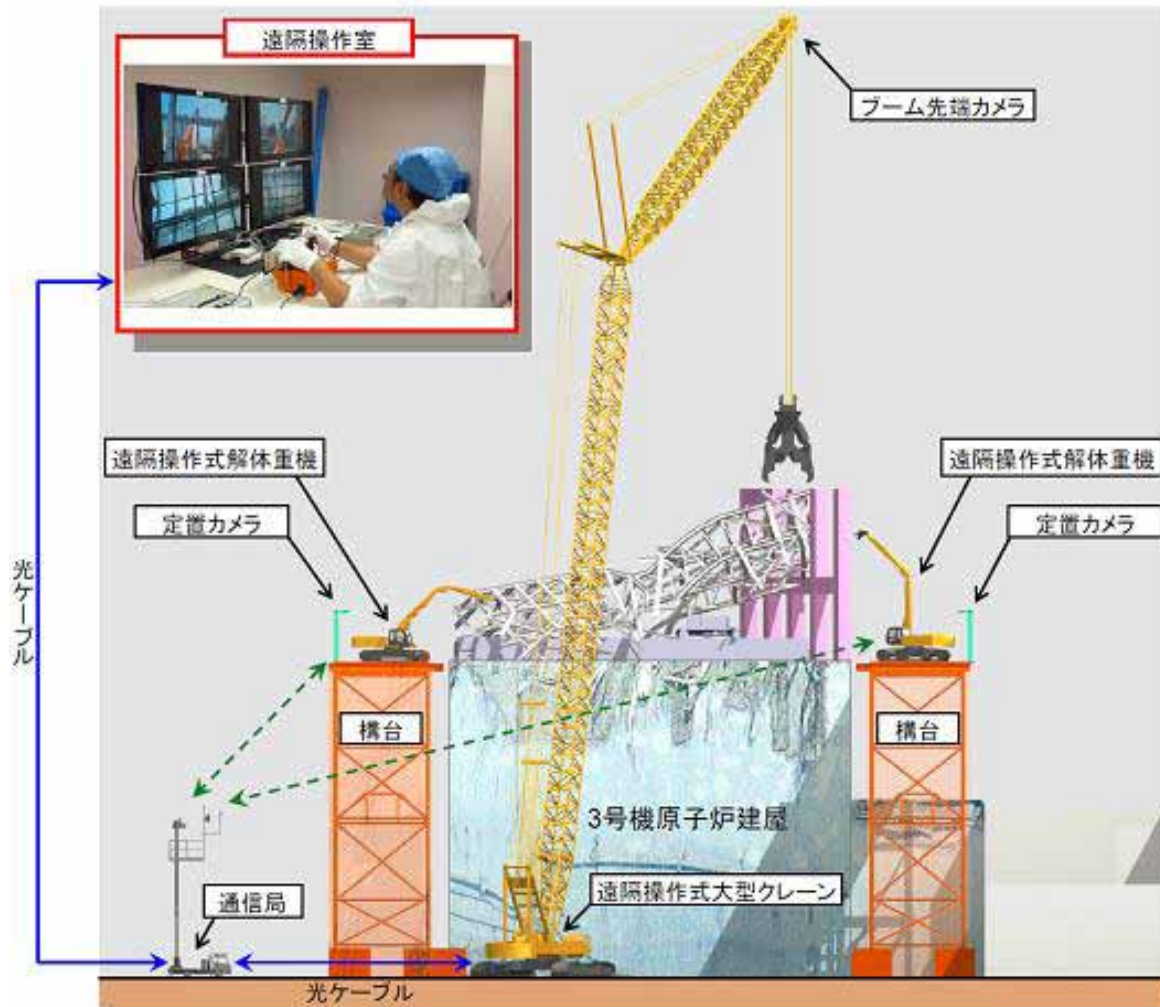 遠隔操作室
ブーム先端カメラ
遠隔操作式解体重機
遠隔操作式解体重機
定置カメラ
定置カメラ
光ケーブル
構台
構台
3号機原子炉建屋
遠隔操作式大型クレーン
通信局
光ケーブル